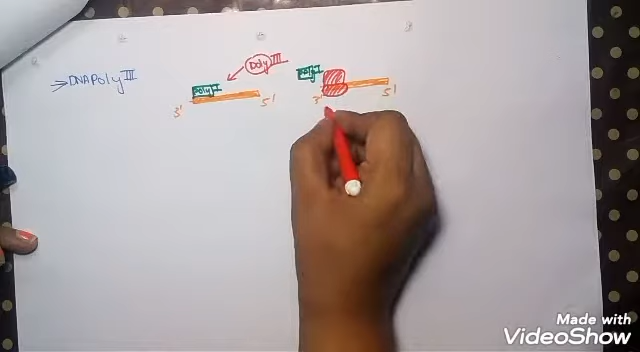 → DNA Poly III
Poly III
Poly I
3' 5'
Poly I
3' 5'
Made with
VideoShow